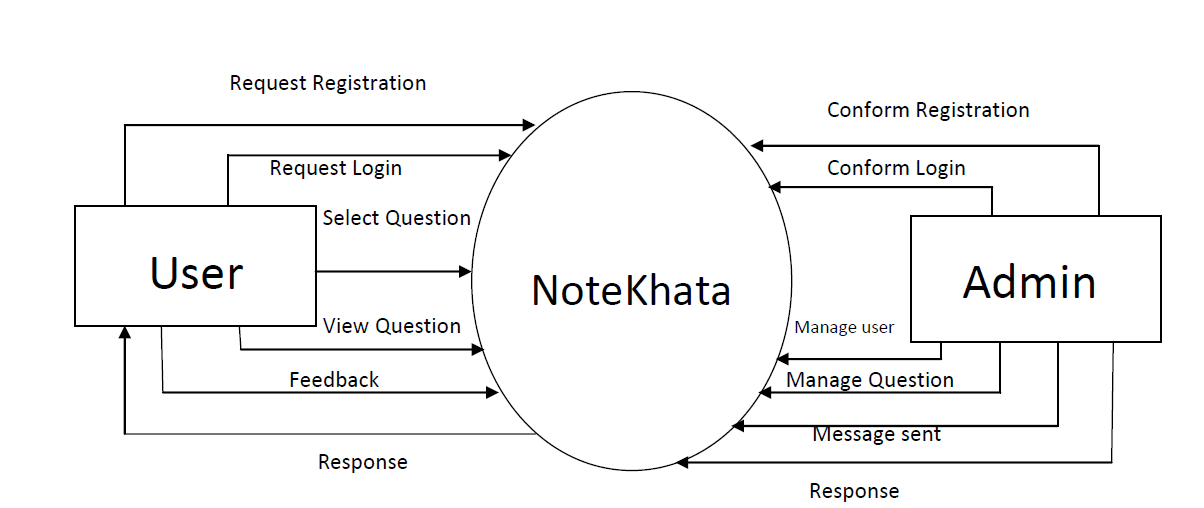 Request Registration
Conform Registration
Request Login
Conform Login
Select Question
User
NoteKhata
Admin
View Question
Manage user
Feedback
Manage Question
Message sent
Response
Response